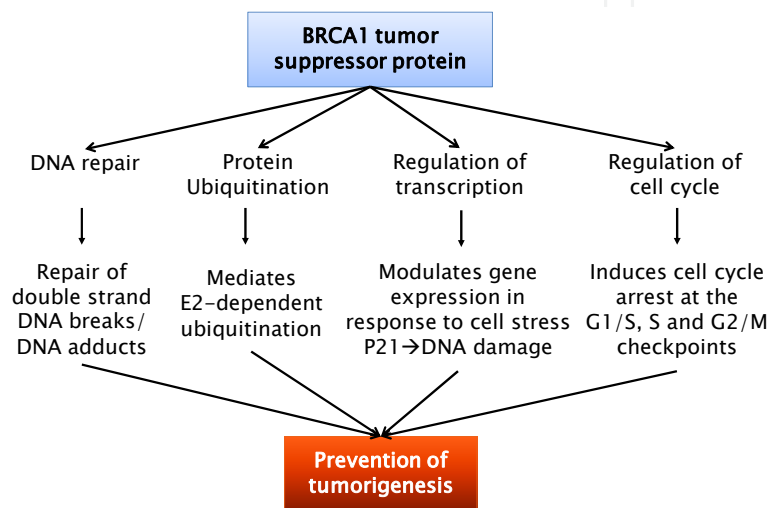 BRCA1 tumor
suppressor protein
DNA repair
Protein
Ubiquitination
Regulation of
transcription
Regulation of
cell cycle
Repair of
double strand
DNA breaks/
DNA adducts
Mediates
E2-dependent
ubiquitination
Modulates gene
expression in
response to cell stress
P21→DNA damage
Induces cell cycle
arrest at the
G1/S, S and G2/M
checkpoints
Prevention of
tumorigenesis